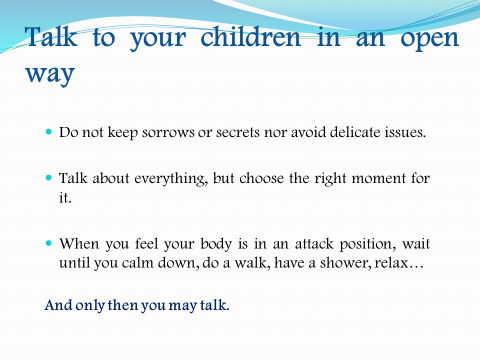 Talk to your children in an open
way
Do not keep sorrows or secrets nor avoid delicate issues.
Talk about everything, but choose the right moment for
it.
When you feel your body is in an attack position, wait
until you calm down, do a walk, have a shower, relax…
And only then you may talk.